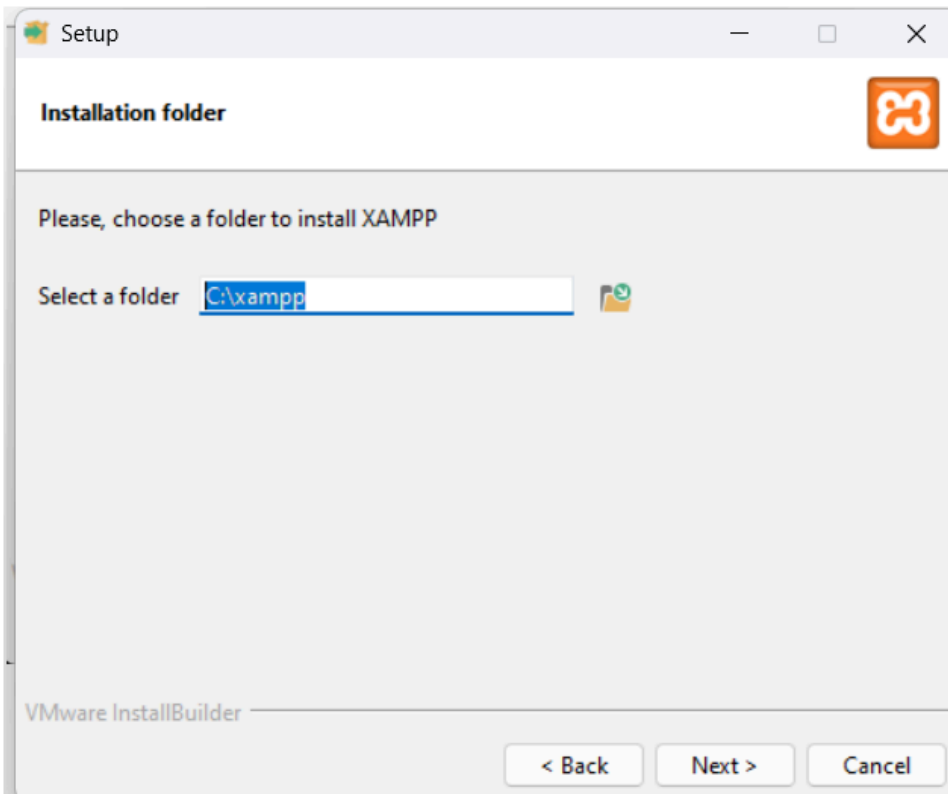 Setup
Installation folder
Please, choose a folder to install XAMPP
Select a folder C:\xampp
VMware InstallBuilder
< Back Next > Cancel